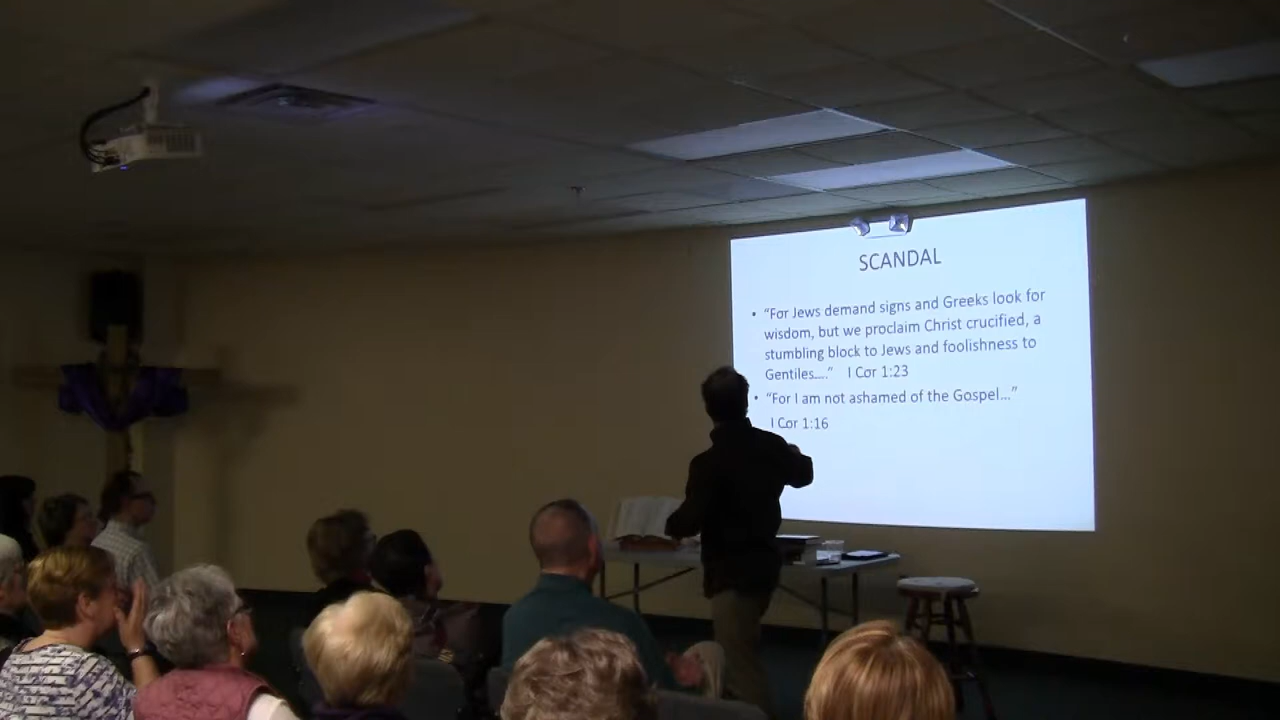 SCANDAL
• “For Jews demand signs and Greeks look for
wisdom, but we proclaim Christ crucified, a
stumbling block to Jews and foolishness to
Gentiles....” I Cor 1:23
• “For I am not ashamed of the Gospel...”
I Cor 1:16